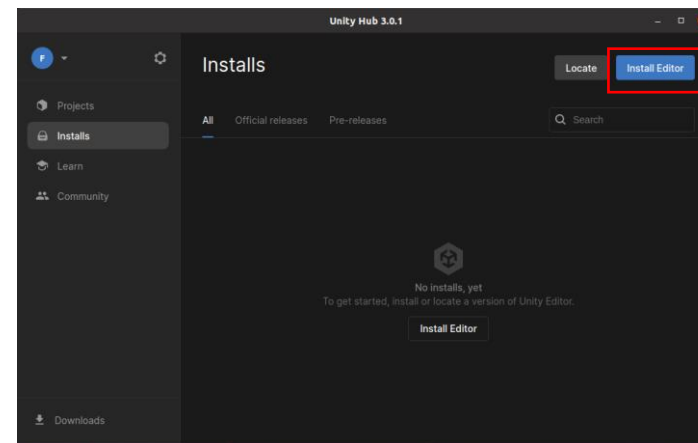 Unity Hub 3.0.1
F
Installs
Locate
Install Editor
Projects
Installs
Learn
Community
All Official releases Pre-releases
Search
No installs, yet
To get started, install or locate a version of Unity Editor.
Install Editor
Downloads